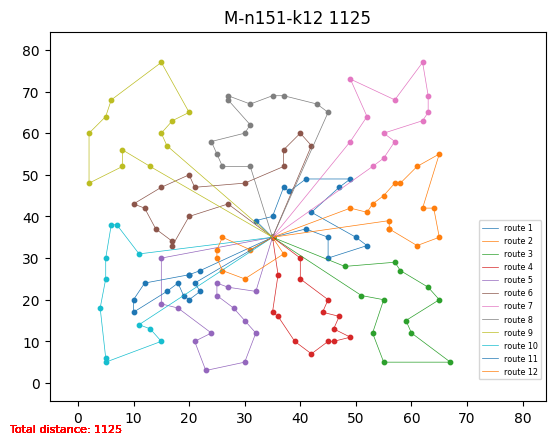 M-n151-k12 1125
80
70
60
50
40
30
20
10
0
route 1
route 2
route 3
route 4
route 5
route 6
route 7
route 8
route 9
route 10
route 11
route 12
0 10 20 30 40 50 60 70 80
Total distance: 1125